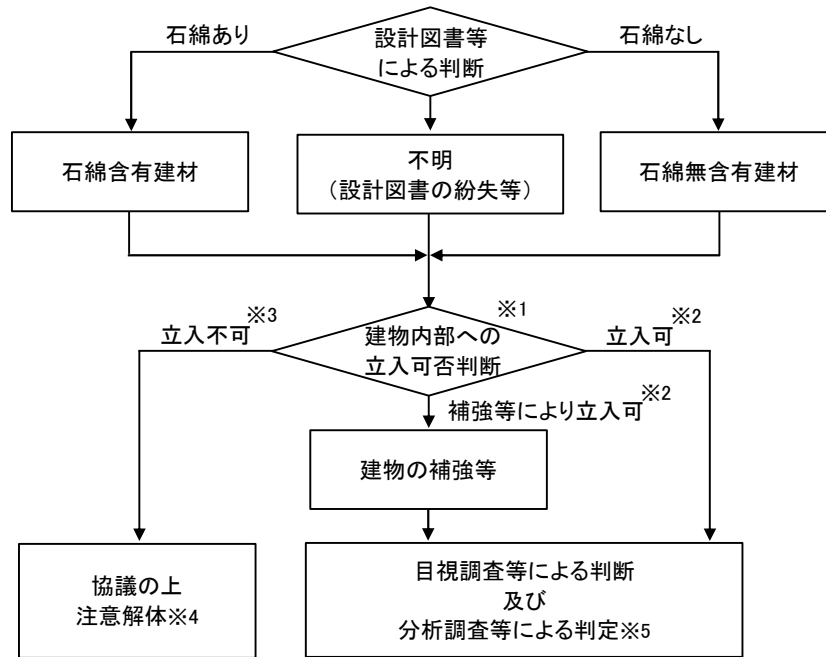 設計図書等
による判断
石綿あり
石綿なし
石綿含有建材
不明
（設計図書の紛失等）
石綿無含有建材
建物内部への
立入可否判断
※1
立入不可※3
立入可※2
補強等により立入可※2
建物の補強等
協議の上
注意解体※4
目視調査等による判断
及び
分析調査等による判定※5